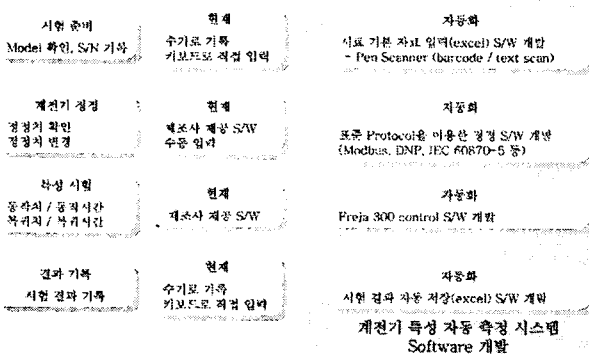 시험 준비
Model 확인, S/N 기록
현재
수기로 기록
키보드로 직접 입력
자동화
시료 기본 자료 입력(excel) S/W 개발
- Pen Scanner (barcode / text scan)
계전기 정정
정정치 확인
정정치 변경
현재
제조사 제공 S/W
수동 입력
자동화
표준 Protocol을 이용한 정정 S/W 개발
(Modbus, DNP, IEC 60870-5 등)
특성 시험
동작치 / 동작시간
복귀치 / 복귀시간
현재
제조사 제공 S/W
자동화
Freja 300 control S/W 개발
결과 기록
시험 결과 기록
현재
수기로 기록
키보드로 직접 입력
자동화
시험 결과 자동 저장(excel) S/W 개발
계전기 특성 자동 측정 시스템
Software 개발